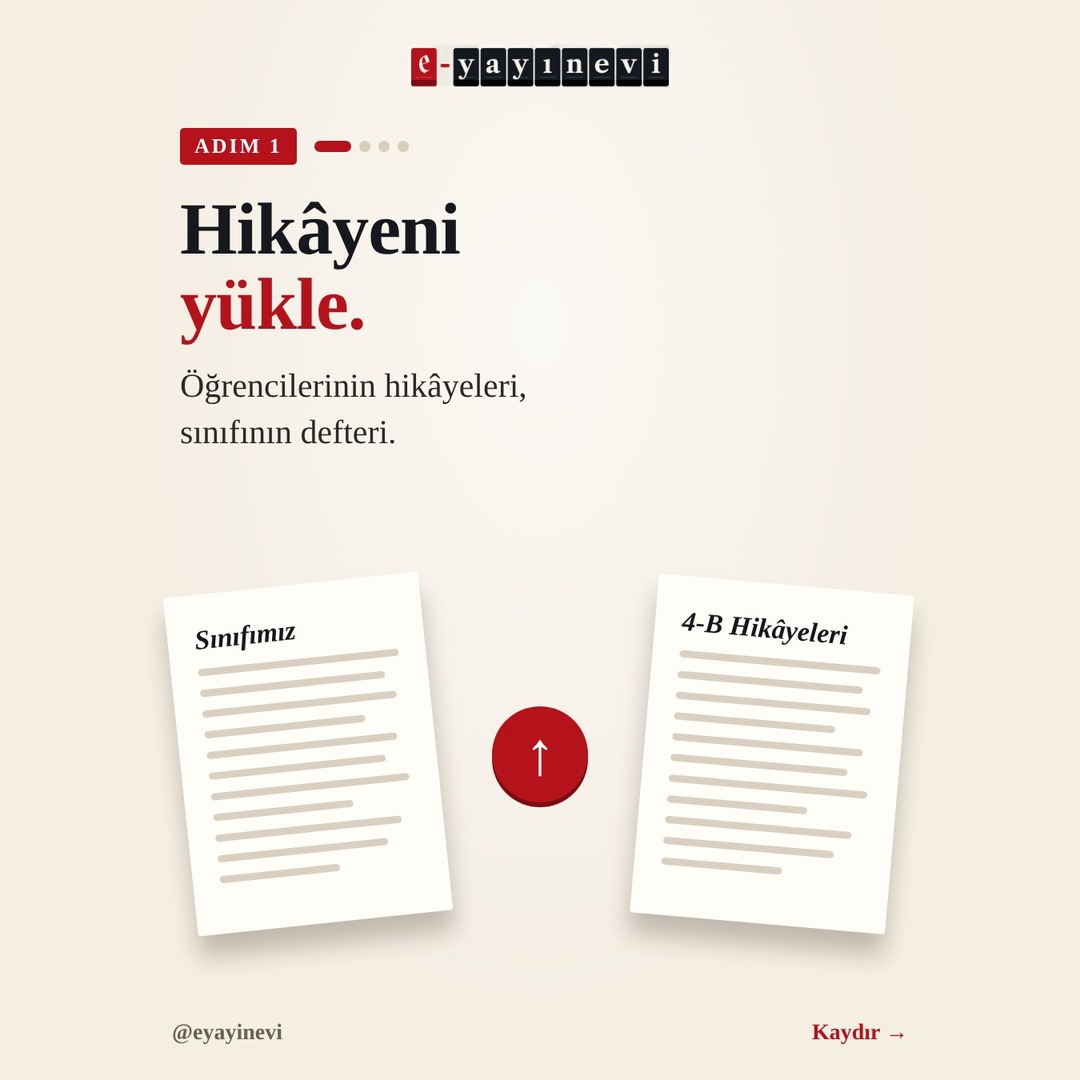 e-yayınevi
ADIM 1
Hikâyeni
yükle.
Öğrencilerinin hikâyeleri,
sınıfının defteri.
Sınıfımız
4-B Hikâyeleri
↑
@eyayinevi
Kaydır →